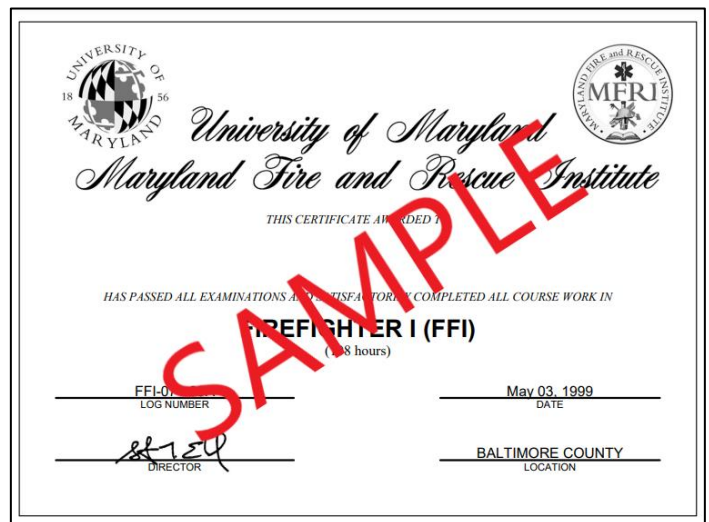 UNIVERSITY OF
18 56
MARYLAND
MARYLAND FIRE and RESCUE INSTITUTE
MFRI
University of Maryland
Maryland Fire and Rescue Institute
THIS CERTIFICATE AWARDED
HAS PASSED ALL EXAMINATIONS AND SATISFACTORILY COMPLETED ALL COURSE WORK IN
FIREFIGHTER I (FFI)
hours)
SAMPLE
May 03, 1999
LOG NUMBER
DATE
BALTIMORE COUNTY
DIRECTOR
LOCATION